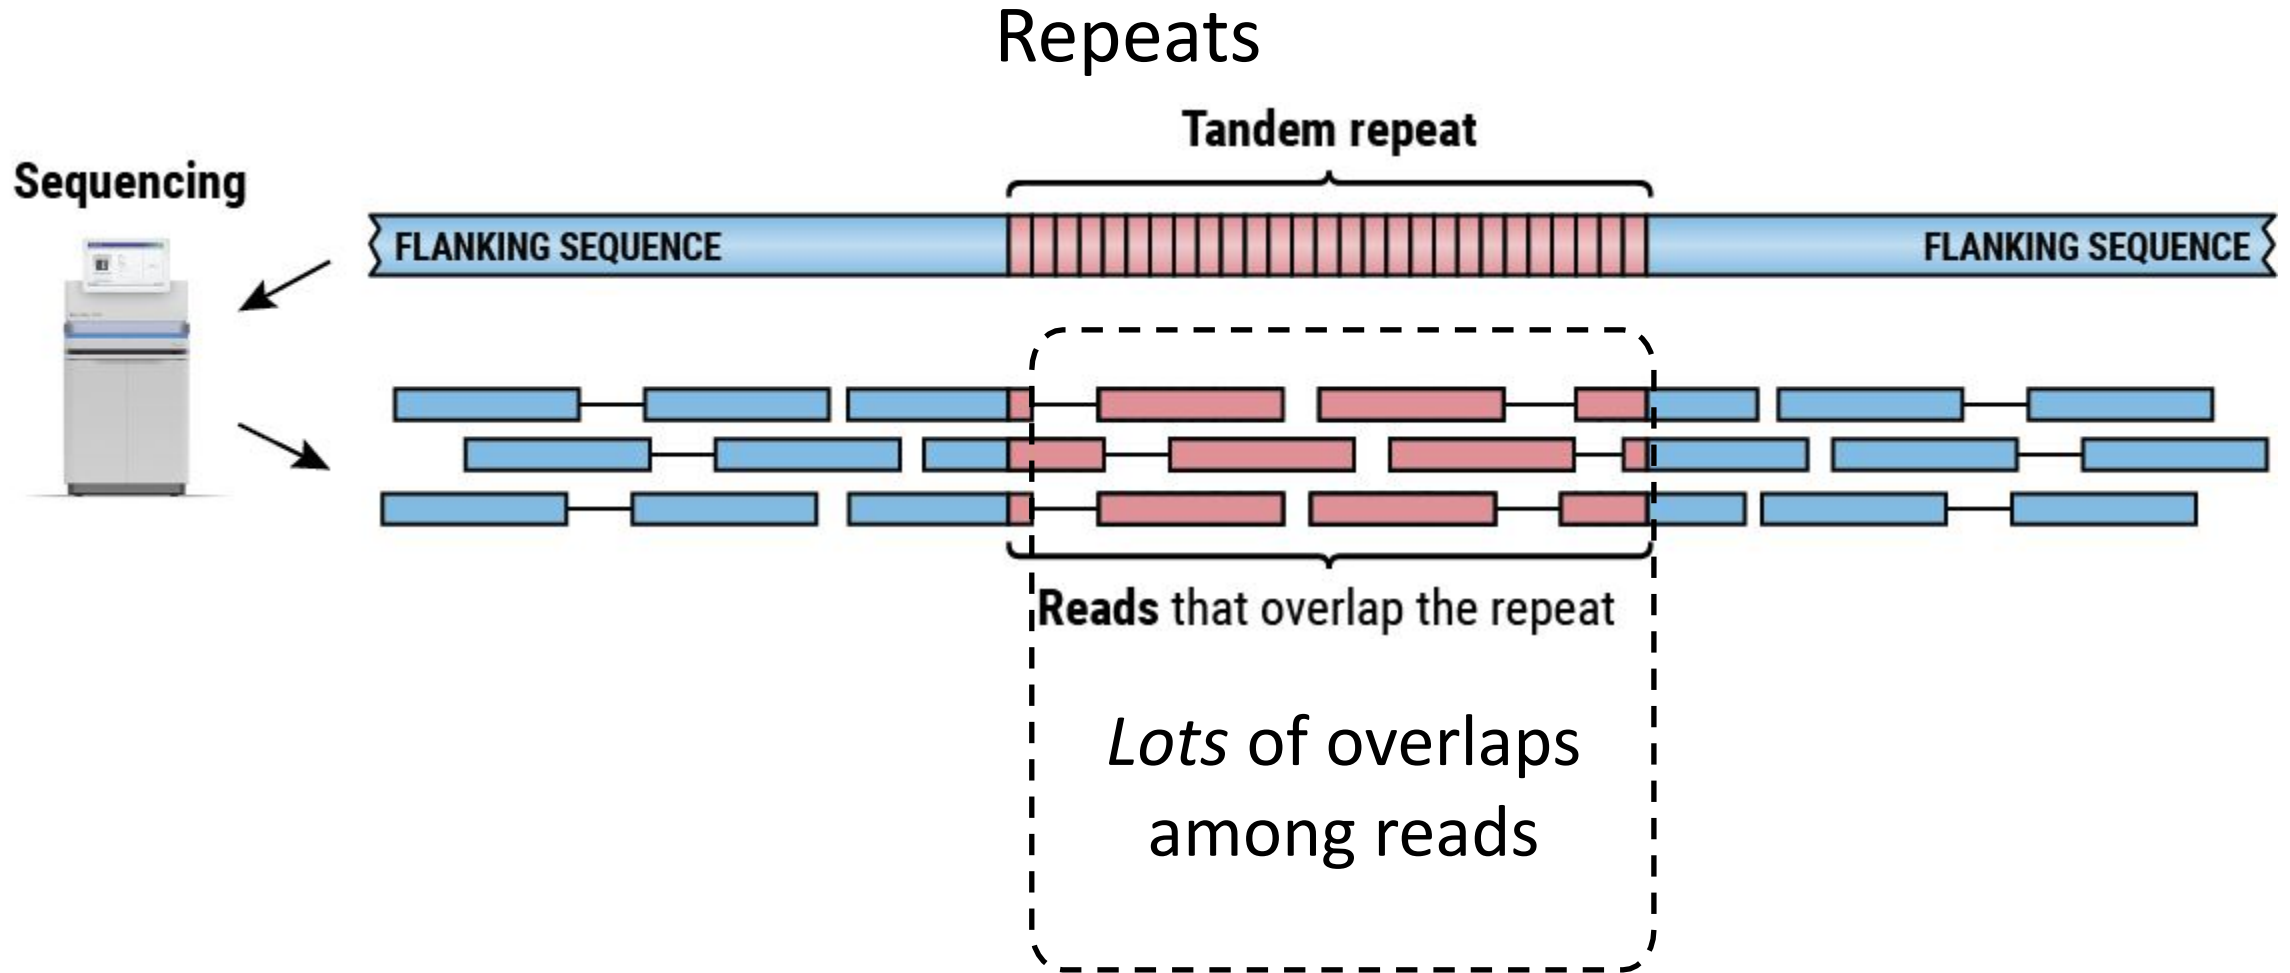 Repeats
Tandem repeat
Sequencing
FLANKING SEQUENCE
FLANKING SEQUENCE
Reads that overlap the repeat
Lots of overlaps
among reads